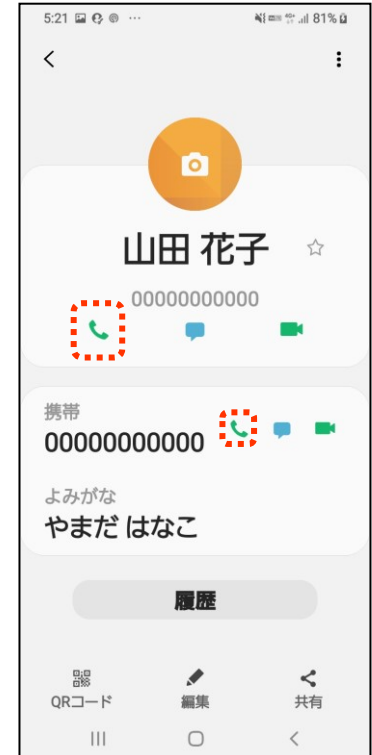 5:21 81%
山田 花子
00000000000
携帯
00000000000
よみがな
やまだ はなこ
履歴
QRコード 編集 共有